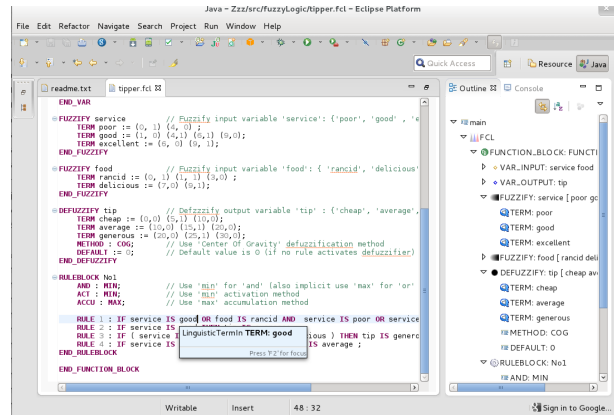 Java - Zzz/src/fuzzyLogic/tipper.fcl - Eclipse Platform
File Edit Refactor Navigate Search Project Run Window Help
Quick Access
Resource
Java
readme.txt
tipper.fcl
END_VAR
FUZZIFY service // Fuzzify input variable 'service': {'poor', 'good' , 'e
TERM poor := (0, 1) (4, 0) ;
TERM good := (1, 0) (4,1) (6,1) (9,0);
TERM excellent := (6, 0) (9, 1);
END_FUZZIFY
FUZZIFY food // Fuzzify input variable 'food': { 'rancid', 'delicious'
TERM rancid := (0, 1) (1, 1) (3,0) ;
TERM delicious := (7,0) (9,1);
END_FUZZIFY
DEFUZZIFY tip // Defzzzify output variable 'tip' : {'cheap', 'average',
TERM cheap := (0,0) (5,1) (10,0);
TERM average := (10,0) (15,1) (20,0);
TERM generous := (20,0) (25,1) (30,0);
METHOD : COG; // Use 'Center Of Gravity' defuzzification method
DEFAULT := 0; // Default value is 0 (if no rule activates defuzzifier)
END_DEFUZZIFY
RULEBLOCK No1
AND : MIN; // Use 'min' for 'and' (also implicit use 'max' for 'or'
ACT : MIN; // Use 'min' activation method
ACCU : MAX; // Use 'max' accumulation method
RULE 1 : IF service IS good OR food IS rancid AND service IS poor OR service
RULE 2 : IF service IS
RULE 3 : IF ( service I ious ) THEN tip IS genero
RULE 4 : IF service IS IS average ;
END_RULEBLOCK
END_FUNCTION_BLOCK
LinguisticTermIn TERM: good
Press 'F2' for focus
Outline
Console
main
FCL
FUNCTION_BLOCK: FUNCTI
VAR_INPUT: service food
VAR_OUTPUT: tip
FUZZIFY: service [ poor go
TERM: poor
TERM: good
TERM: excellent
FUZZIFY: food [ rancid deli
DEFUZZIFY: tip [ cheap ave
TERM: cheap
TERM: average
TERM: generous
METHOD: COG
DEFAULT: 0
RULEBLOCK: No1
AND: MIN
Writable
Insert
48 : 32
Sign in to Google...